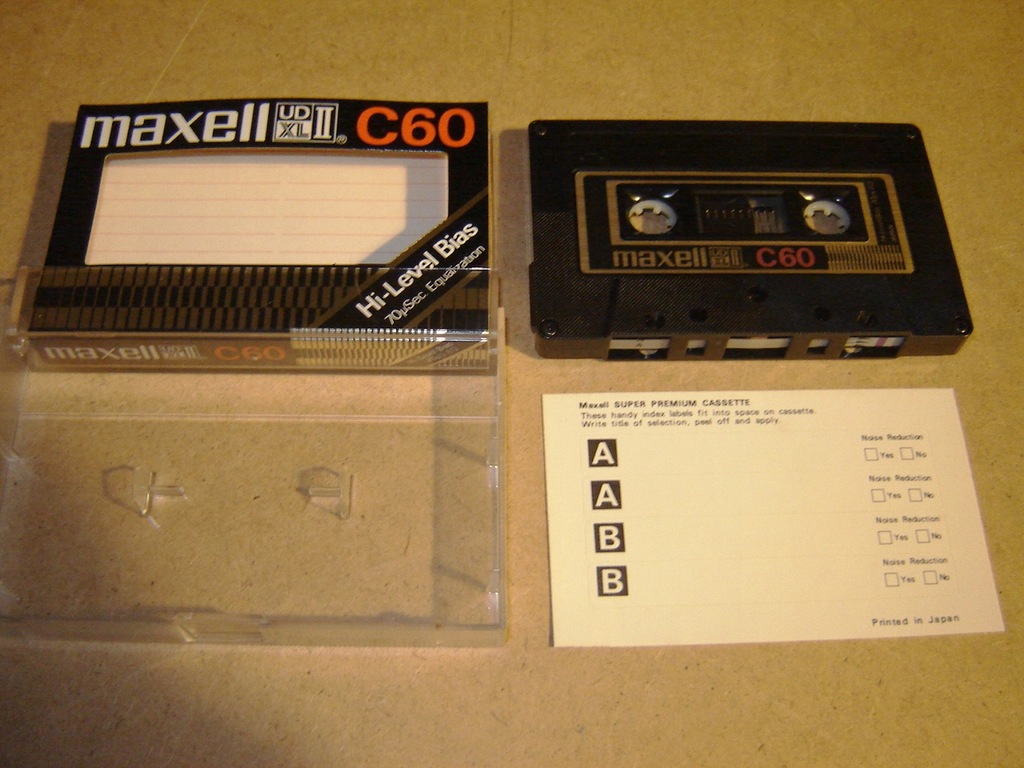 maxell UD XL II ® C60
Hi-Level Bias
70μSec. Equalization
maxell UD XL II C60
maxell UD XL II C60
Maxell SUPER PREMIUM CASSETTE
These handy index labels fit into space on cassette.
Write title of selection, peel off and apply.
A Noise Reduction
Yes No
A Noise Reduction
Yes No
B Noise Reduction
Yes No
B Noise Reduction
Yes No
Printed in Japan